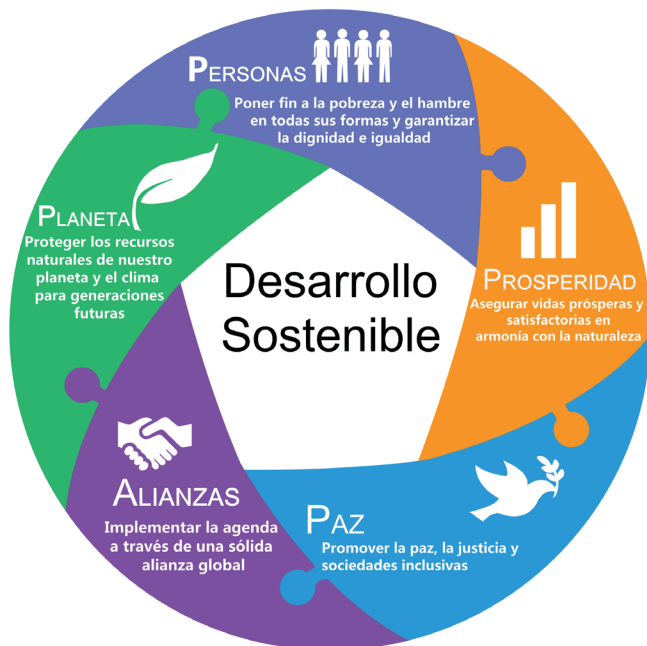 PERSONAS
Poner fin a la pobreza y el hambre
en todas sus formas y garantizar
la dignidad e igualdad
PROSPERIDAD
Asegurar vidas prósperas y
satisfactorias en
armonía con la naturaleza
PAZ
Promover la paz, la justicia y
sociedades inclusivas
ALIANZAS
Implementar la agenda
a través de una sólida
alianza global
PLANETA
Proteger los recursos
naturales de nuestro
planeta y el clima
para generaciones
futuras
Desarrollo
Sostenible